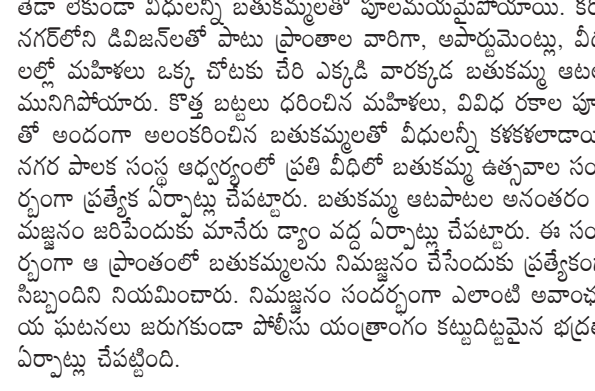 తేడా లేకుండా వీధులన్నీ బతుకమ్మలతో పూలమయమైపోయాయి. కరీ
నగర్‌లోని డివిజన్‌లతో పాటు ప్రాంతాల వారిగా, అపార్టుమెంట్లు, వీధు
లల్లో మహిళలు ఒక్క చోటకు చేరి ఎక్కడి వారక్కడ బతుకమ్మ ఆటల
మునిగిపోయారు. కొత్త బట్టలు ధరించిన మహిళలు, వివిధ రకాల పూ
తో అందంగా అలంకరించిన బతుకమ్మలతో వీధులన్నీ కళకళలాడాయ
నగర పాలక సంస్థ ఆధ్వర్యంలో ప్రతి వీధిలో బతుకమ్మ ఉత్సవాల సం
ర్భంగా ప్రత్యేక ఏర్పాట్లు చేపట్టారు. బతుకమ్మ ఆటపాటల అనంతరం
మజ్జనం జరిపేందుకు మానేరు డ్యాం వద్ద ఏర్పాట్లు చేపట్టారు. ఈ సం
ర్భంగా ఆ ప్రాంతంలో బతుకమ్మలను నిమజ్జనం చేసేందుకు ప్రత్యేకం
సిబ్బందిని నియమించారు. నిమజ్జనం సందర్భంగా ఎలాంటి అవాంఛ
య ఘటనలు జరుగకుండా పోలీసు యంత్రాంగం కట్టుదిట్టమైన భద్రత
ఏర్పాట్లు చేపట్టింది.